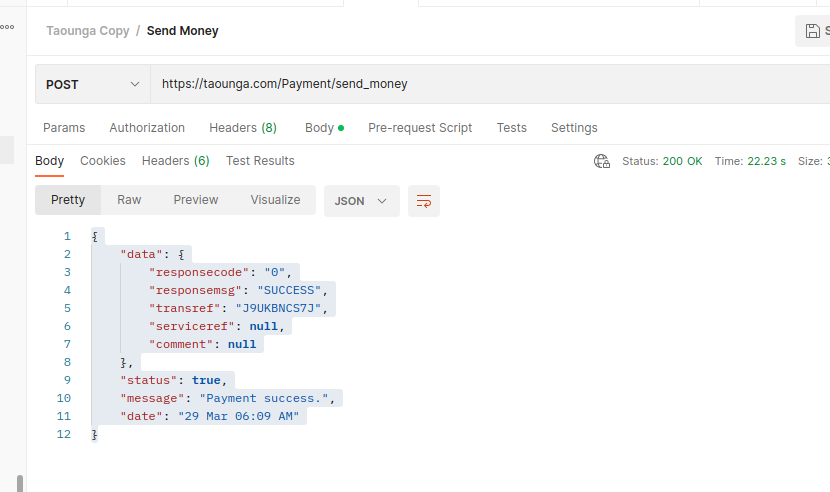 Taounga Copy / Send Money
POST https://taounga.com/Payment/send_money
Params Authorization Headers (8) Body Pre-request Script Tests Settings
Body Cookies Headers (6) Test Results Status: 200 OK Time: 22.23 s Size:
Pretty Raw Preview Visualize JSON
1 {
2 "data": {
3 "responsecode": "0",
4 "responsemsg": "SUCCESS",
5 "transref": "J9UKBNCS7J",
6 "serviceref": null,
7 "comment": null
8 },
9 "status": true,
10 "message": "Payment success.",
11 "date": "29 Mar 06:09 AM"
12 }